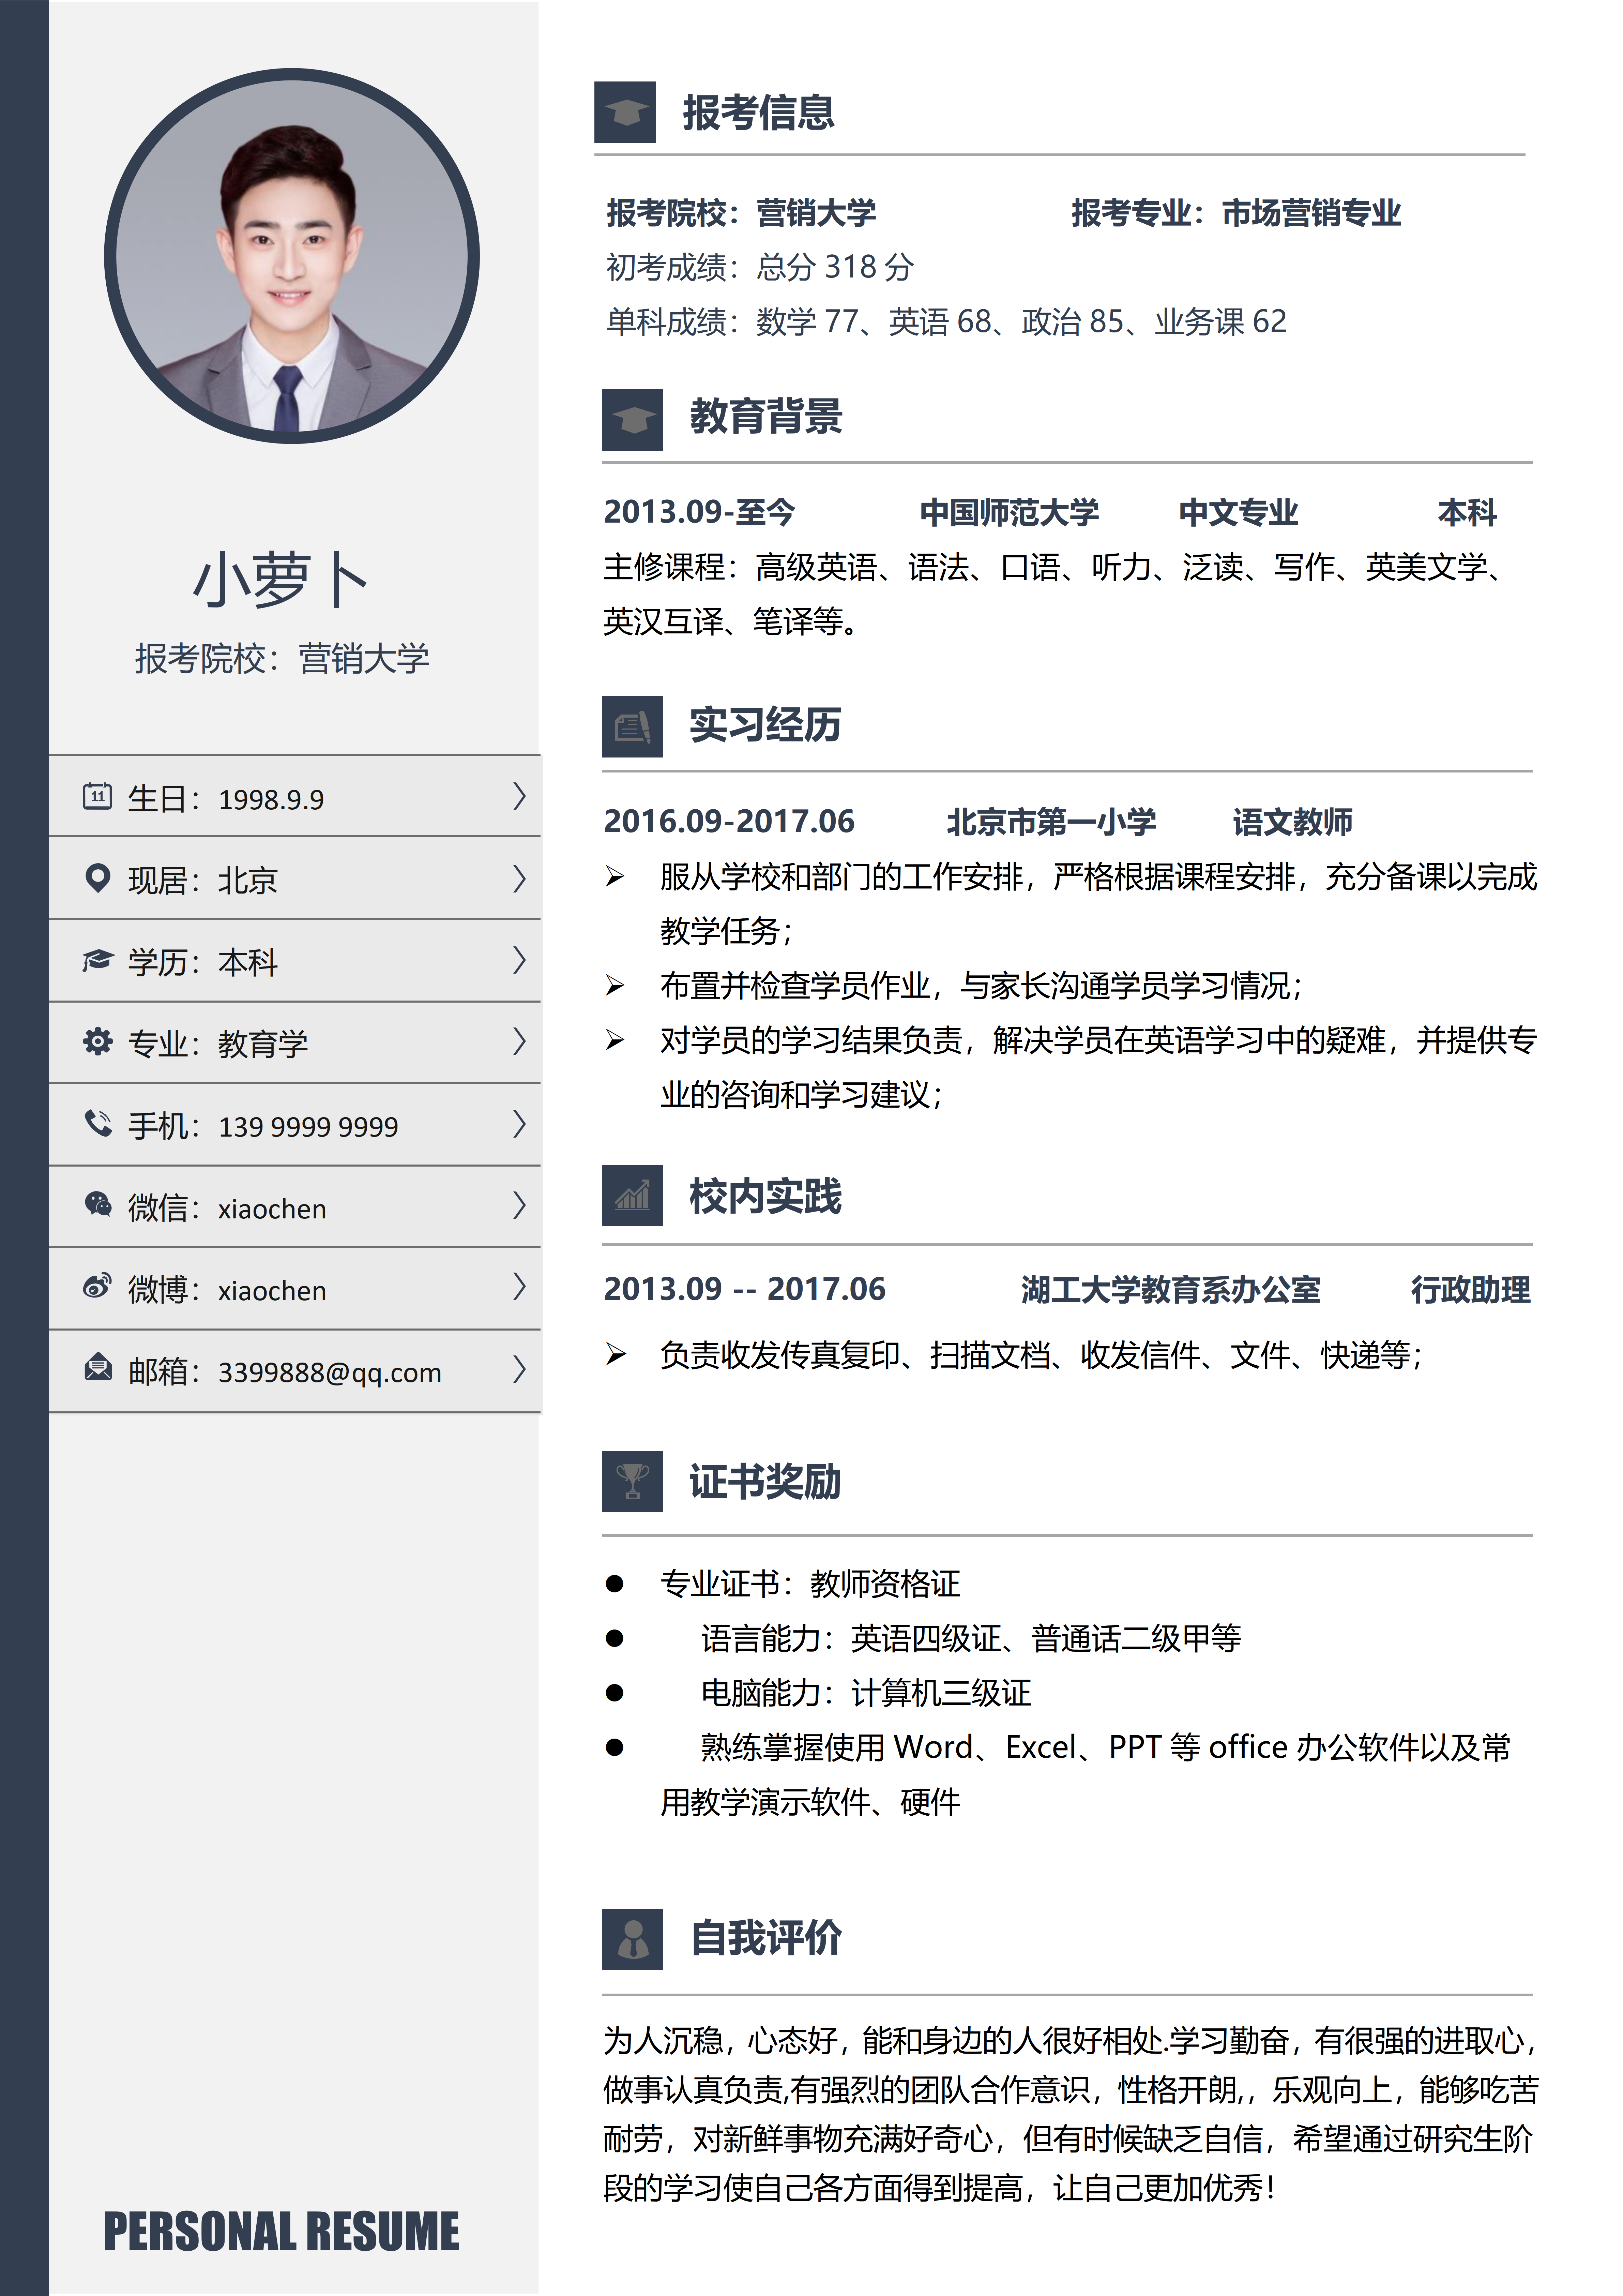 小萝卜
报考院校：营销大学
11
生日：1998.9.9
现居：北京
学历：本科
专业：教育学
手机：139 9999 9999
微信：xiaochen
微博：xiaochen
邮箱：3399888@qq.com
PERSONAL RESUME
报考信息
报考院校：营销大学 报考专业：市场营销专业
初考成绩：总分 318 分
单科成绩：数学 77、英语 68、政治 85、业务课 62
教育背景
2013.09-至今 中国师范大学 中文专业 本科
主修课程：高级英语、语法、口语、听力、泛读、写作、英美文学、
英汉互译、笔译等。
实习经历
2016.09-2017.06 北京市第一小学 语文教师
➢ 服从学校和部门的工作安排，严格根据课程安排，充分备课以完成
教学任务；
➢ 布置并检查学员作业，与家长沟通学员学习情况；
➢ 对学员的学习结果负责，解决学员在英语学习中的疑难，并提供专
业的咨询和学习建议；
校内实践
2013.09 -- 2017.06 湖工大学教育系办公室 行政助理
➢ 负责收发传真复印、扫描文档、收发信件、文件、快递等；
证书奖励
● 专业证书：教师资格证
● 语言能力：英语四级证、普通话二级甲等
● 电脑能力：计算机三级证
● 熟练掌握使用 Word、Excel、PPT 等 office 办公软件以及常
用教学演示软件、硬件
自我评价
为人沉稳，心态好，能和身边的人很好相处.学习勤奋，有很强的进取心，
做事认真负责,有强烈的团队合作意识，性格开朗,，乐观向上，能够吃苦
耐劳，对新鲜事物充满好奇心，但有时候缺乏自信，希望通过研究生阶
段的学习使自己各方面得到提高，让自己更加优秀！